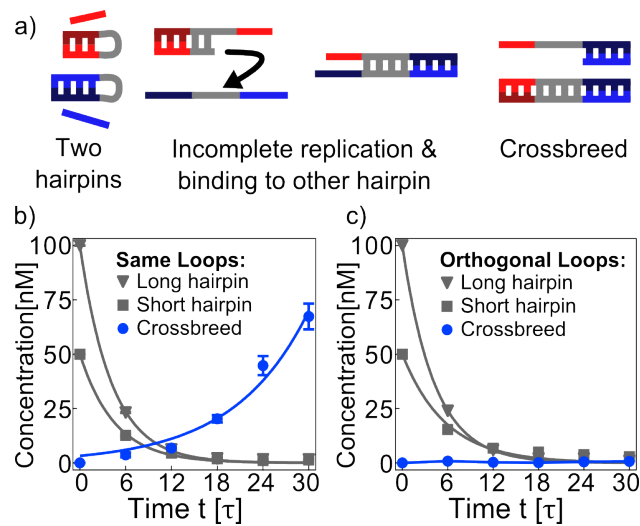 a)
Two
hairpins
Incomplete replication &
binding to other hairpin
Crossbreed
b)
Concentration[nM]
100
75
50
25
0
Same Loops:
Long hairpin
Short hairpin
Crossbreed
0 6 12 18 24 30
Time t [τ]
c)
Concentration[nM]
100
75
50
25
0
Orthogonal Loops:
Long hairpin
Short hairpin
Crossbreed
0 6 12 18 24 30
Time t [τ]